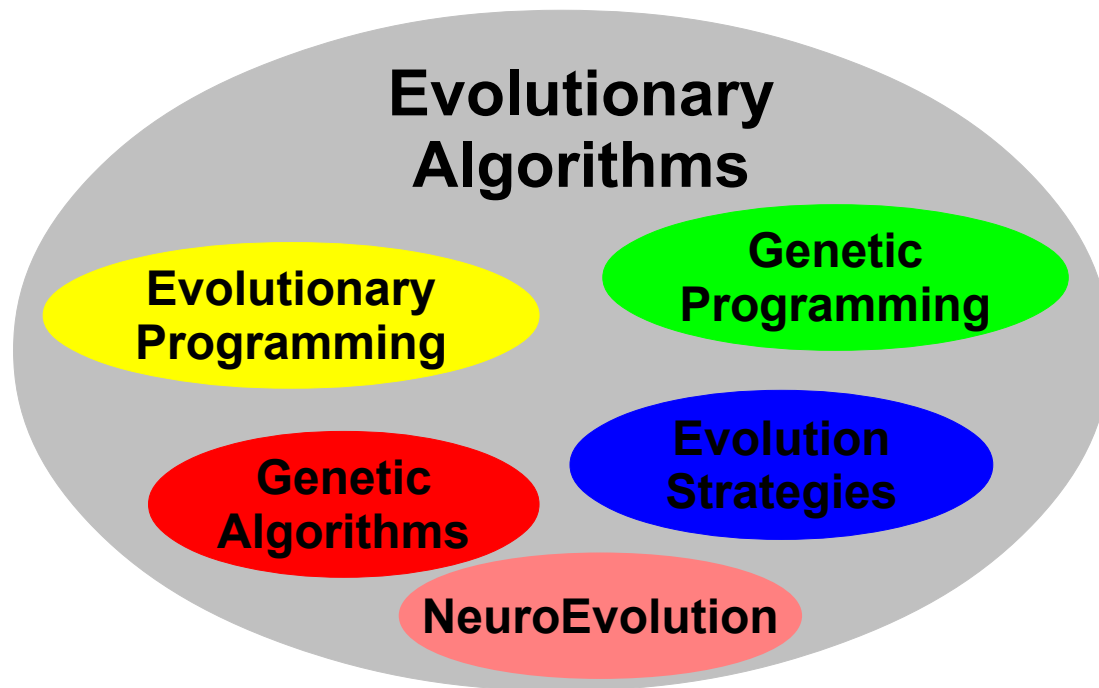 Evolutionary
Algorithms
Genetic
Programming
Evolutionary
Programming
Evolution
Strategies
Genetic
Algorithms
NeuroEvolution